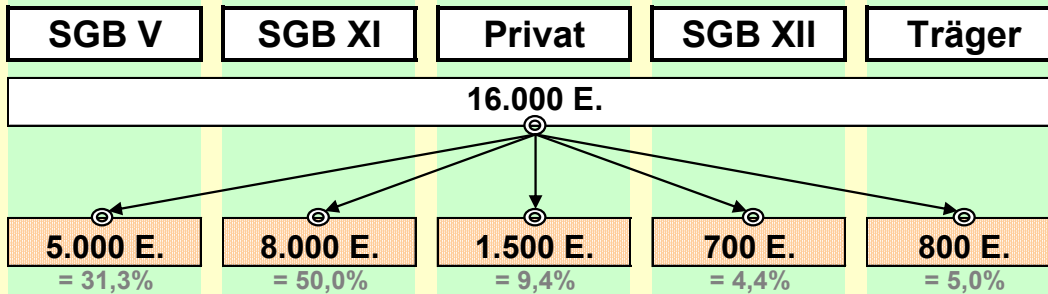 SGB V SGB XI Privat SGB XII Träger
16.000 E.
5.000 E. 8.000 E. 1.500 E. 700 E. 800 E.
= 31,3% = 50,0% = 9,4% = 4,4% = 5,0%